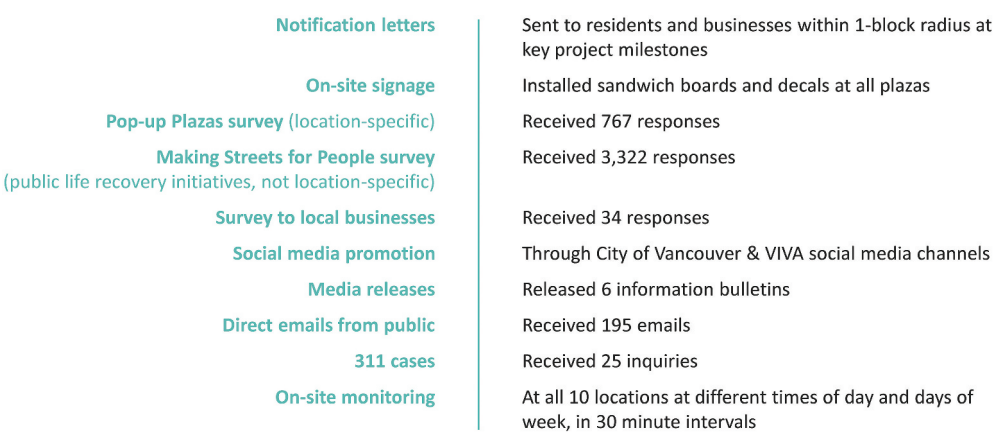 Notification letters
Sent to residents and businesses within 1-block radius at
key project milestones
On-site signage
Installed sandwich boards and decals at all plazas
Pop-up Plazas survey (location-specific)
Received 767 responses
Making Streets for People survey
(public life recovery initiatives, not location-specific)
Received 3,322 responses
Survey to local businesses
Received 34 responses
Social media promotion
Through City of Vancouver & VIVA social media channels
Media releases
Released 6 information bulletins
Direct emails from public
Received 195 emails
311 cases
Received 25 inquiries
On-site monitoring
At all 10 locations at different times of day and days of
week, in 30 minute intervals